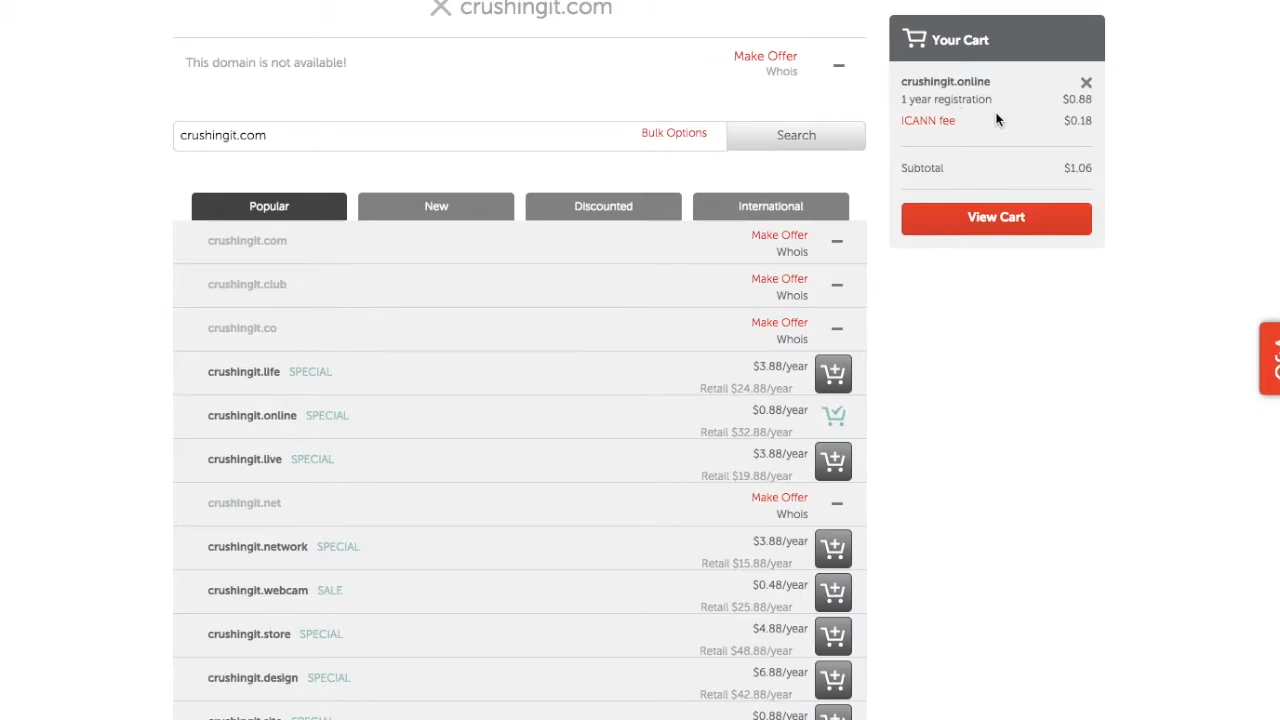 crushingit.com
This domain is not available!
Make Offer
Whois
crushingit.com
Bulk Options
Search
Popular
New
Discounted
International
crushingit.com
Make Offer
Whois
crushingit.club
Make Offer
Whois
crushingit.co
Make Offer
Whois
crushingit.life SPECIAL
$3.88/year
Retail $24.88/year
crushingit.online SPECIAL
$0.88/year
Retail $32.88/year
crushingit.live SPECIAL
$3.88/year
Retail $19.88/year
crushingit.net
Make Offer
Whois
crushingit.network SPECIAL
$3.88/year
Retail $15.88/year
crushingit.webcam SALE
$0.48/year
Retail $25.88/year
crushingit.store SPECIAL
$4.88/year
Retail $48.88/year
crushingit.design SPECIAL
$6.88/year
Retail $42.88/year
crushingit.site SPECIAL
$0.88/year
Your Cart
crushingit.online
1 year registration $0.88
ICANN fee $0.18
Subtotal $1.06
View Cart